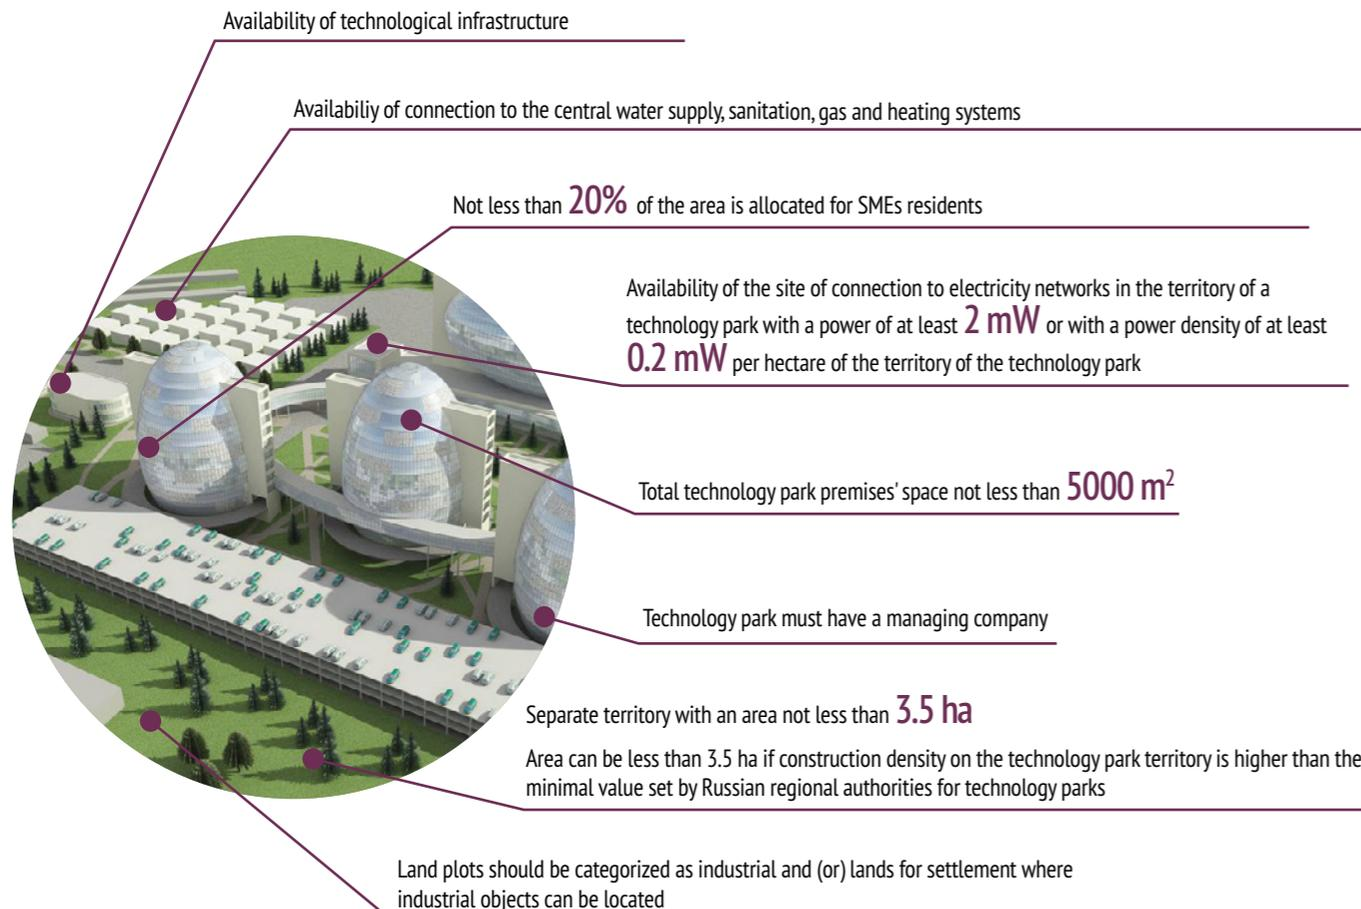 Availability of technological infrastructure
Availabiliy of connection to the central water supply, sanitation, gas and heating systems
Not less than 20% of the area is allocated for SMEs residents
Availability of the site of connection to electricity networks in the territory of a
technology park with a power of at least 2 mW or with a power density of at least
0.2 mW per hectare of the territory of the technology park
Total technology park premises' space not less than 5000 m²
Technology park must have a managing company
Separate territory with an area not less than 3.5 ha
Area can be less than 3.5 ha if construction density on the technology park territory is higher than the
minimal value set by Russian regional authorities for technology parks
Land plots should be categorized as industrial and (or) lands for settlement where
industrial objects can be located